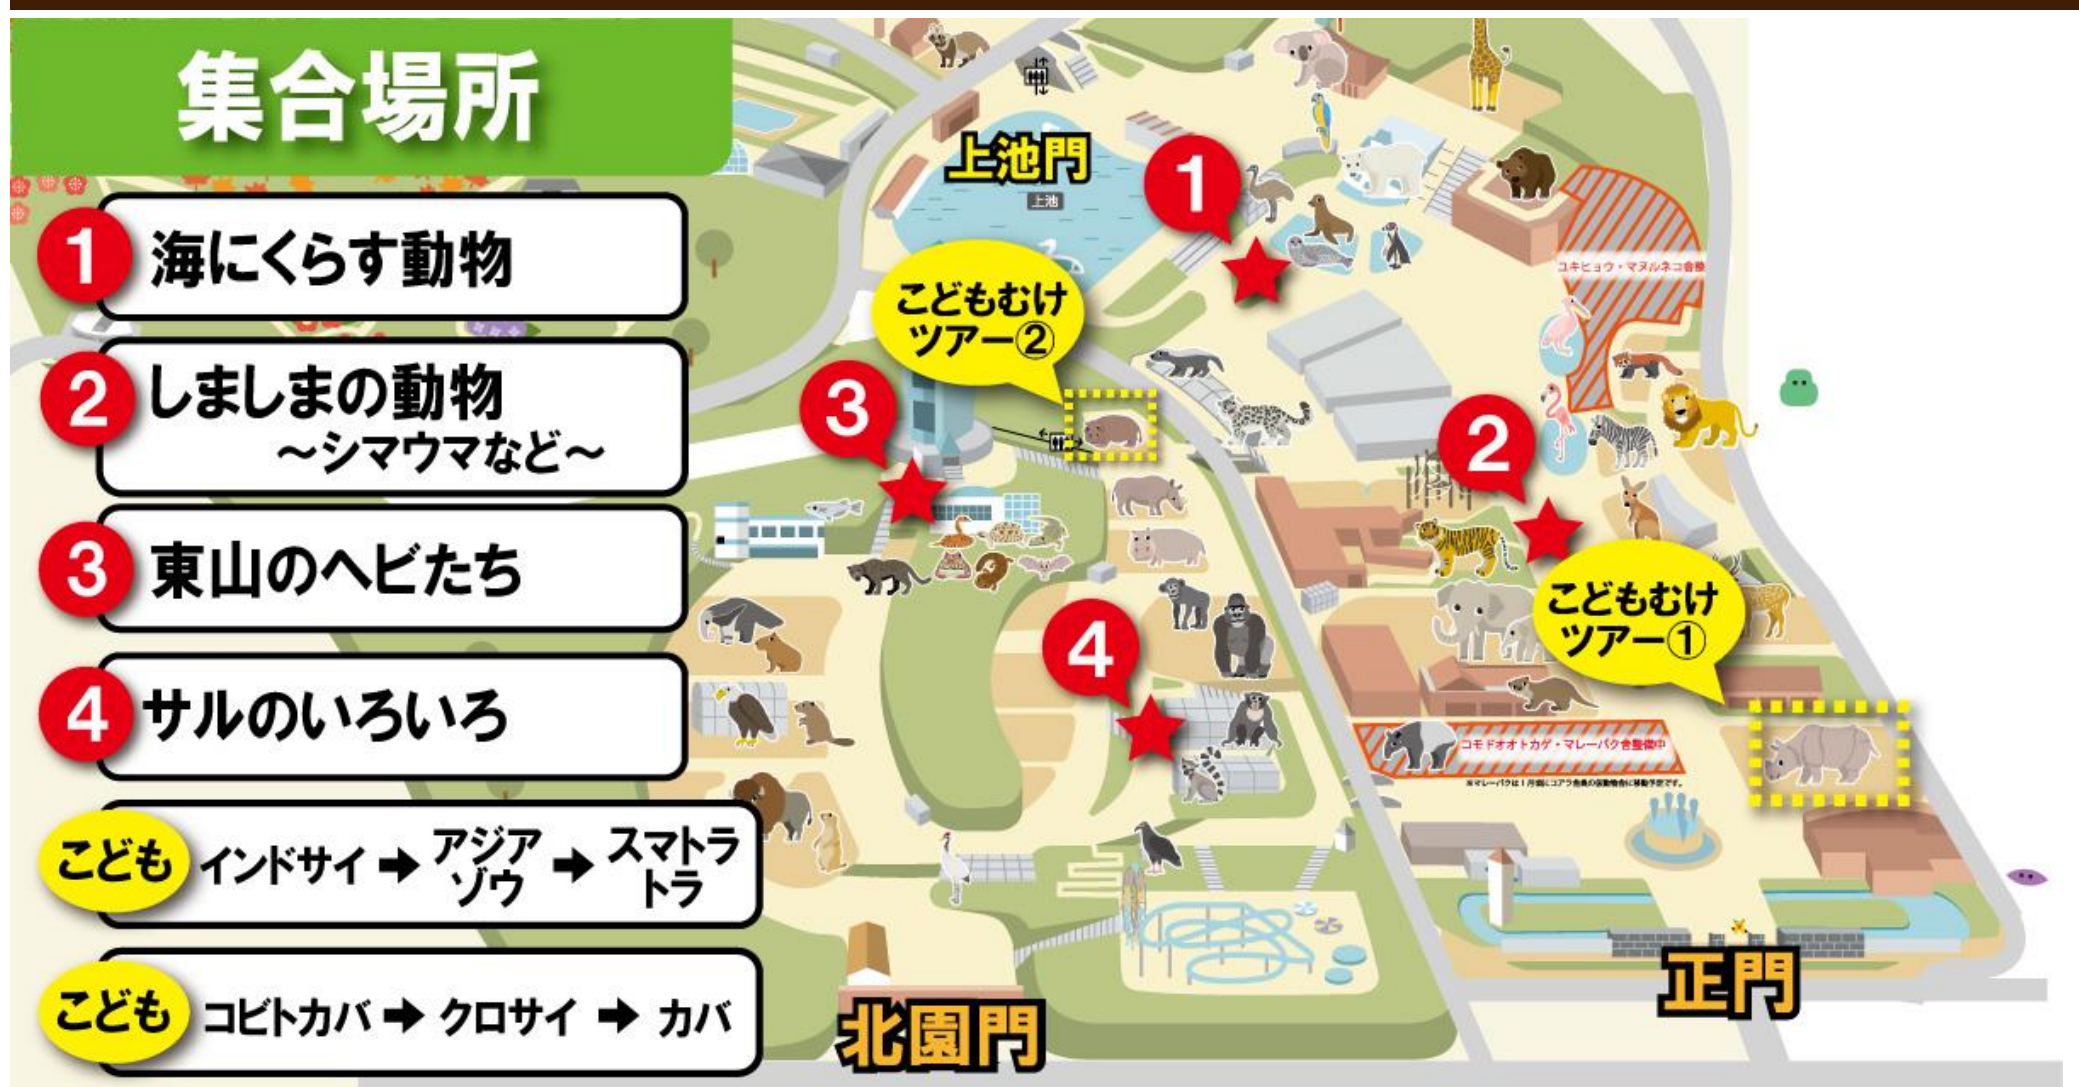 集合場所
1 海にくらす動物
2 しましまの動物
～シマウマなど～
3 東山のヘビたち
4 サルのいろいろ
こども インドサイ➡アジアゾウ➡スマトラトラ
こども コビトカバ➡クロサイ➡カバ
上池門
上池
1
ユキヒョウ・マヌルネコ舎整
こどもむけ
ツアー②
3
2
こどもむけ
ツアー①
4
コモドオオトカゲ・マレーバク舎整備中
正門
北園門